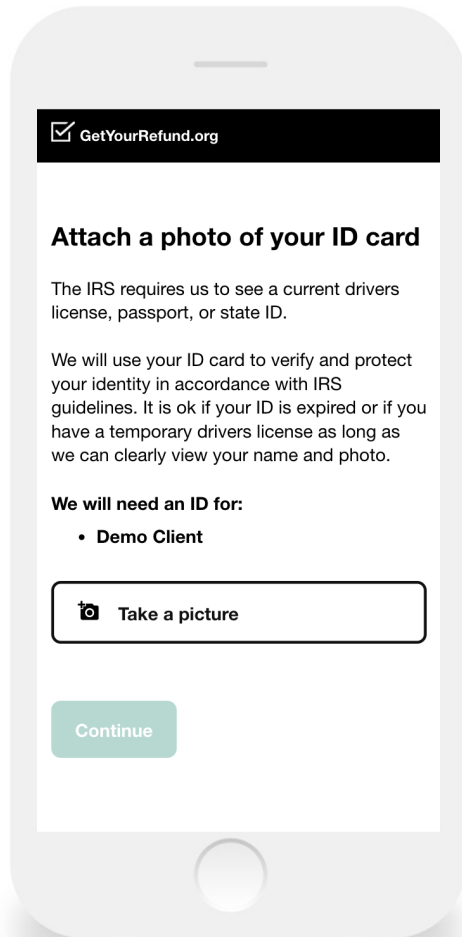 GetYourRefund.org
Attach a photo of your ID card
The IRS requires us to see a current drivers
license, passport, or state ID.
We will use your ID card to verify and protect
your identity in accordance with IRS
guidelines. It is ok if your ID is expired or if you
have a temporary drivers license as long as
we can clearly view your name and photo.
We will need an ID for:
• Demo Client
Take a picture
Continue